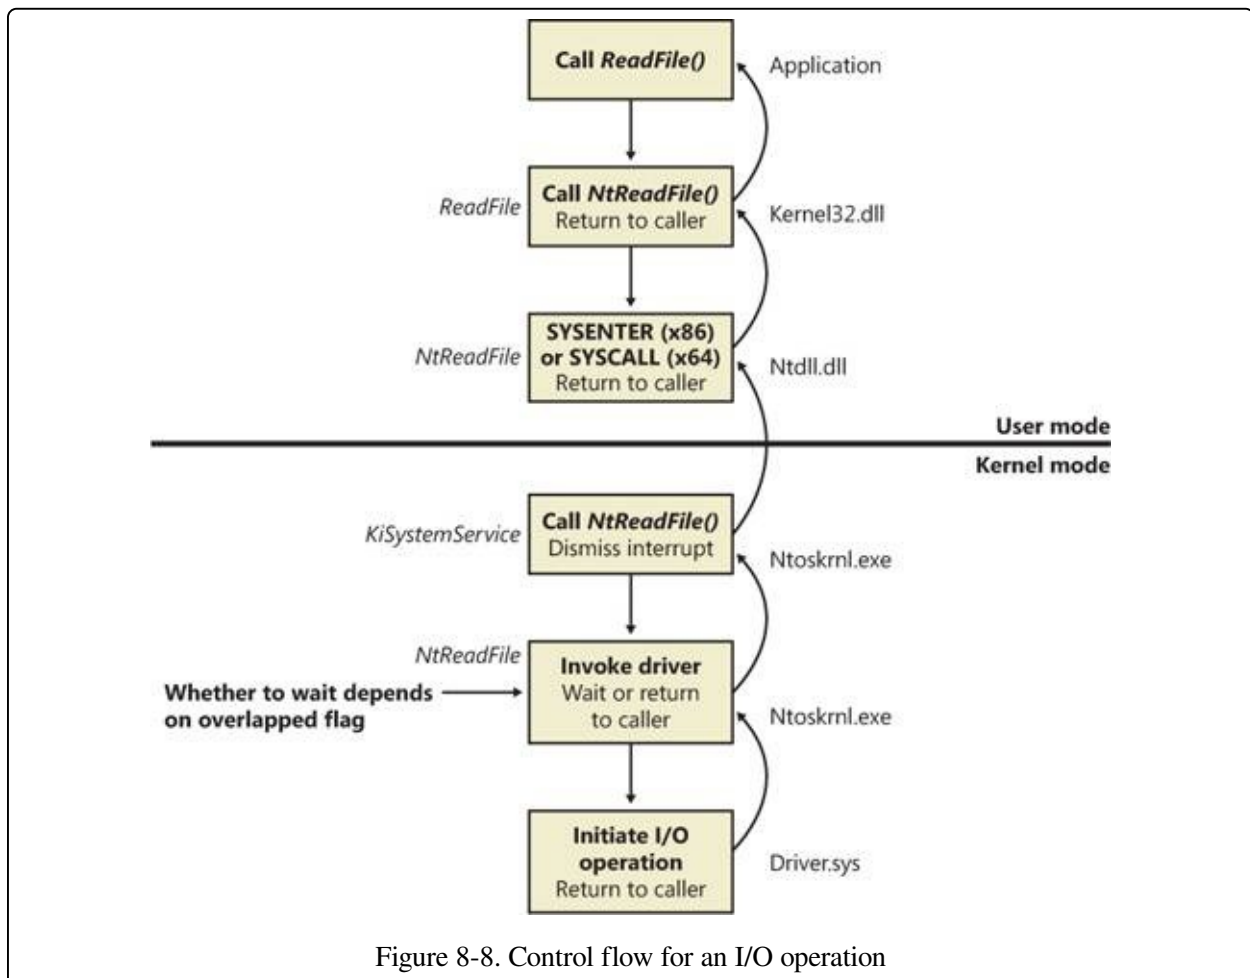 Call ReadFile()
Application
ReadFile
Call NtReadFile()
Return to caller
Kernel32.dll
NtReadFile
SYSENTER (x86)
or SYSCALL (x64)
Return to caller
Ntdll.dll
User mode
Kernel mode
KiSystemService
Call NtReadFile()
Dismiss interrupt
Ntoskrnl.exe
NtReadFile
Whether to wait depends
on overlapped flag
Invoke driver
Wait or return
to caller
Ntoskrnl.exe
Initiate I/O
operation
Return to caller
Driver.sys
Figure 8-8. Control flow for an I/O operation